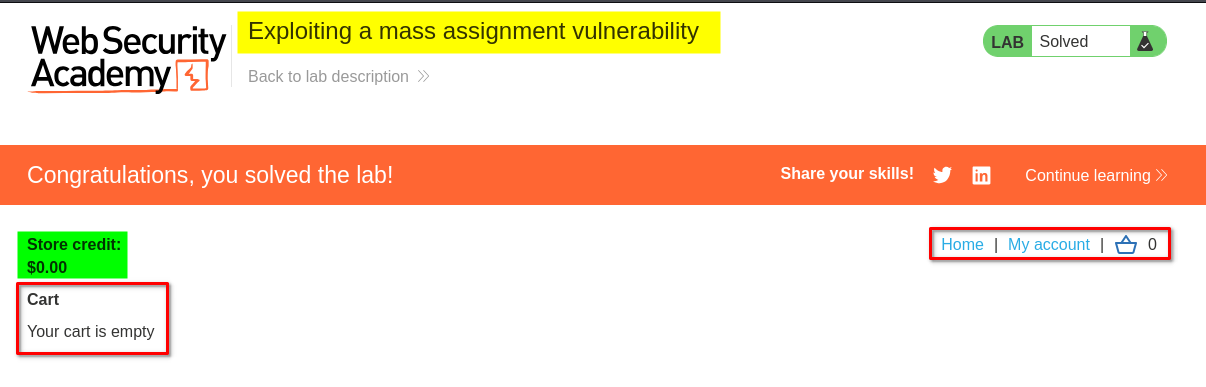 Web Security
Academy
Exploiting a mass assignment vulnerability
Back to lab description
LAB Solved
Congratulations, you solved the lab!
Share your skills!
Continue learning
Store credit:
$0.00
Home | My account | 0
Cart
Your cart is empty